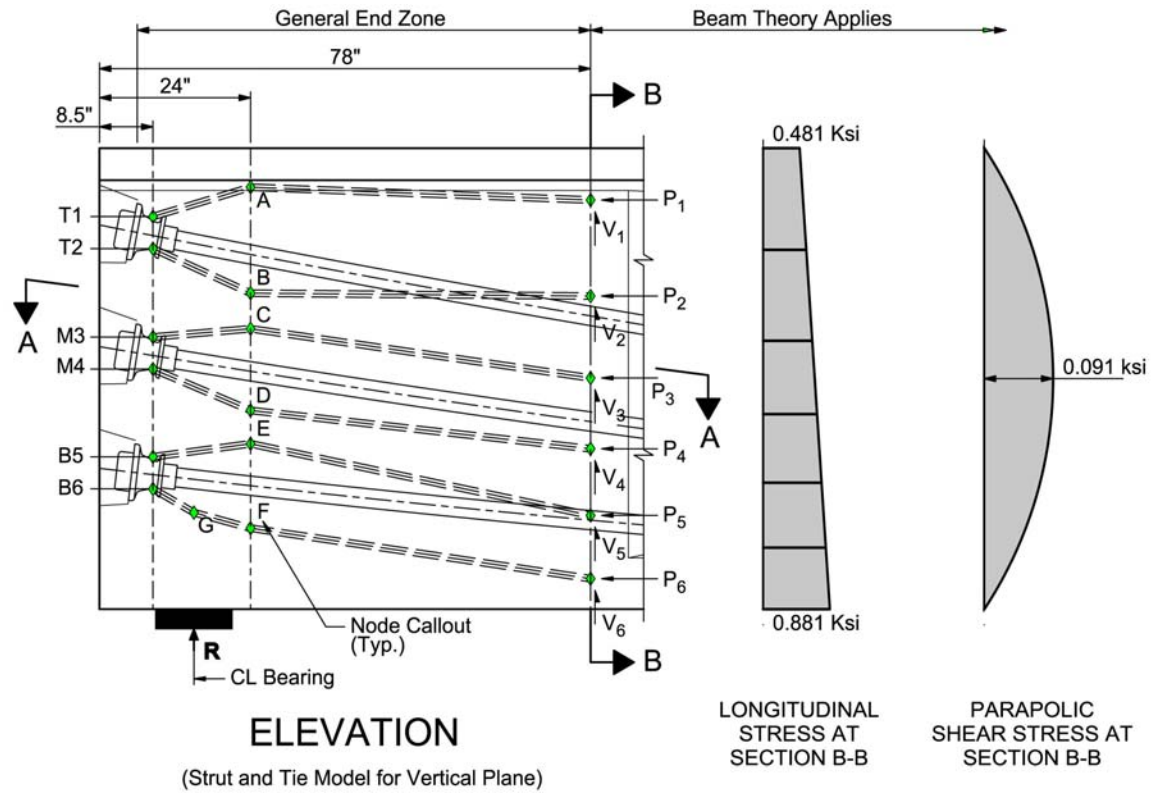 General End Zone
Beam Theory Applies
78"
24"
8.5"
B
0.481 Ksi
T1
T2
A
P1
V1
B
P2
V2
C
A
M3
M4
P3
V3
A
0.091 ksi
D
P4
V4
E
B5
B6
G
F
P5
V5
P6
V6
Node Callout
(Typ.)
R
CL Bearing
B
0.881 Ksi
ELEVATION
(Strut and Tie Model for Vertical Plane)
LONGITUDINAL
STRESS AT
SECTION B-B
PARAPOLIC
SHEAR STRESS AT
SECTION B-B